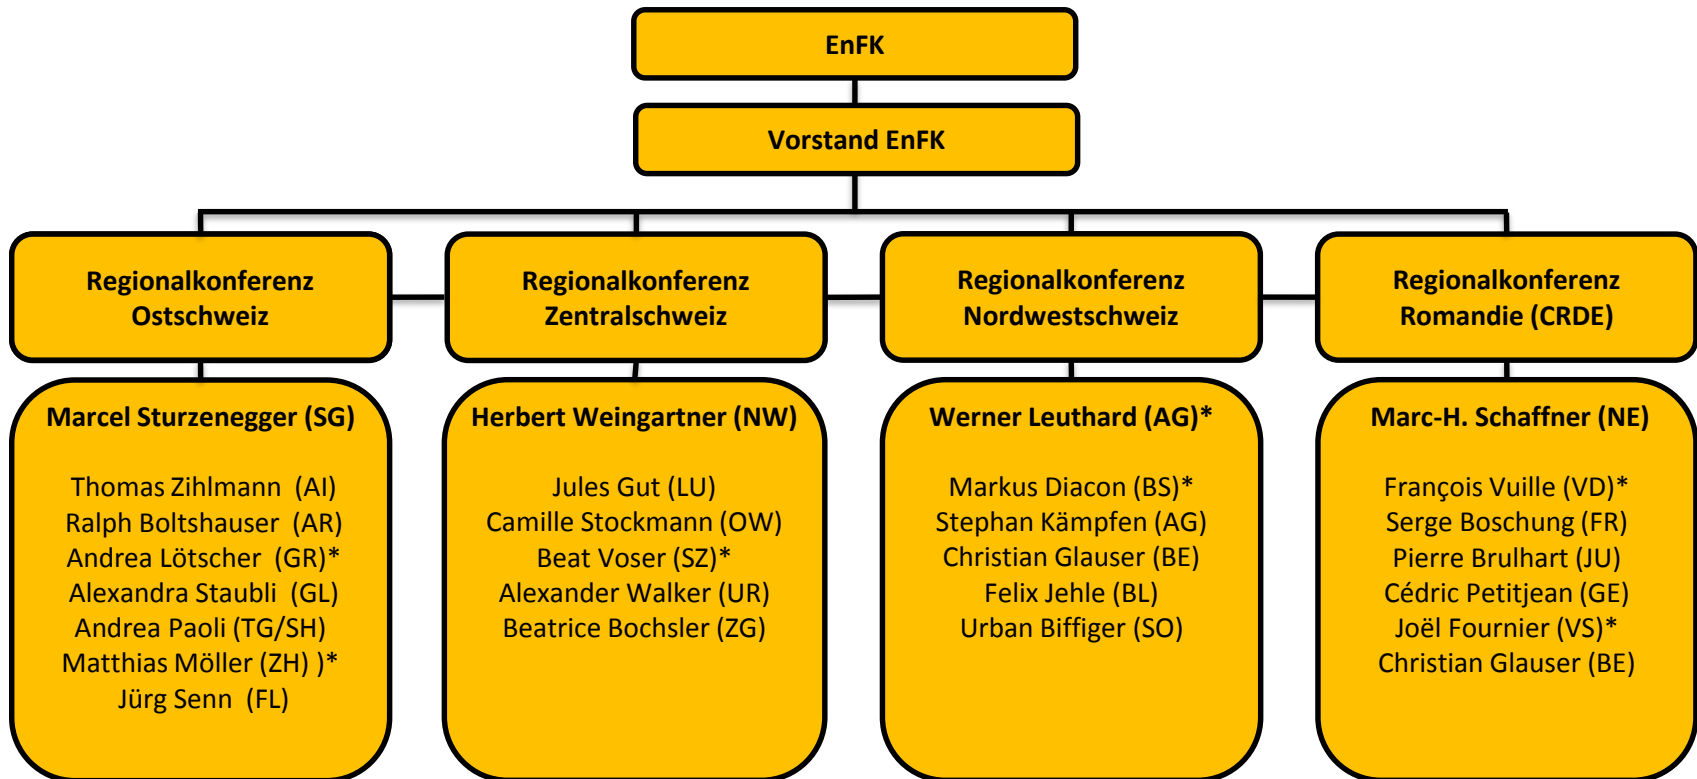 EnFK
Vorstand EnFK
Regionalkonferenz
Ostschweiz
Regionalkonferenz
Zentralschweiz
Regionalkonferenz
Nordwestschweiz
Regionalkonferenz
Romandie (CRDE)
Marcel Sturzenegger (SG)
Thomas Zihlmann (AI)
Ralph Boltshauser (AR)
Andrea Lötscher (GR)*
Alexandra Staubli (GL)
Andrea Paoli (TG/SH)
Matthias Möller (ZH) )*
Jürg Senn (FL)
Herbert Weingartner (NW)
Jules Gut (LU)
Camille Stockmann (OW)
Beat Voser (SZ)*
Alexander Walker (UR)
Beatrice Bochsler (ZG)
Werner Leuthard (AG)*
Markus Diacon (BS)*
Stephan Kämpfen (AG)
Christian Glauser (BE)
Felix Jehle (BL)
Urban Biffiger (SO)
Marc-H. Schaffner (NE)
François Vuille (VD)*
Serge Boschung (FR)
Pierre Brulhart (JU)
Cédric Petitjean (GE)
Joël Fournier (VS)*
Christian Glauser (BE)